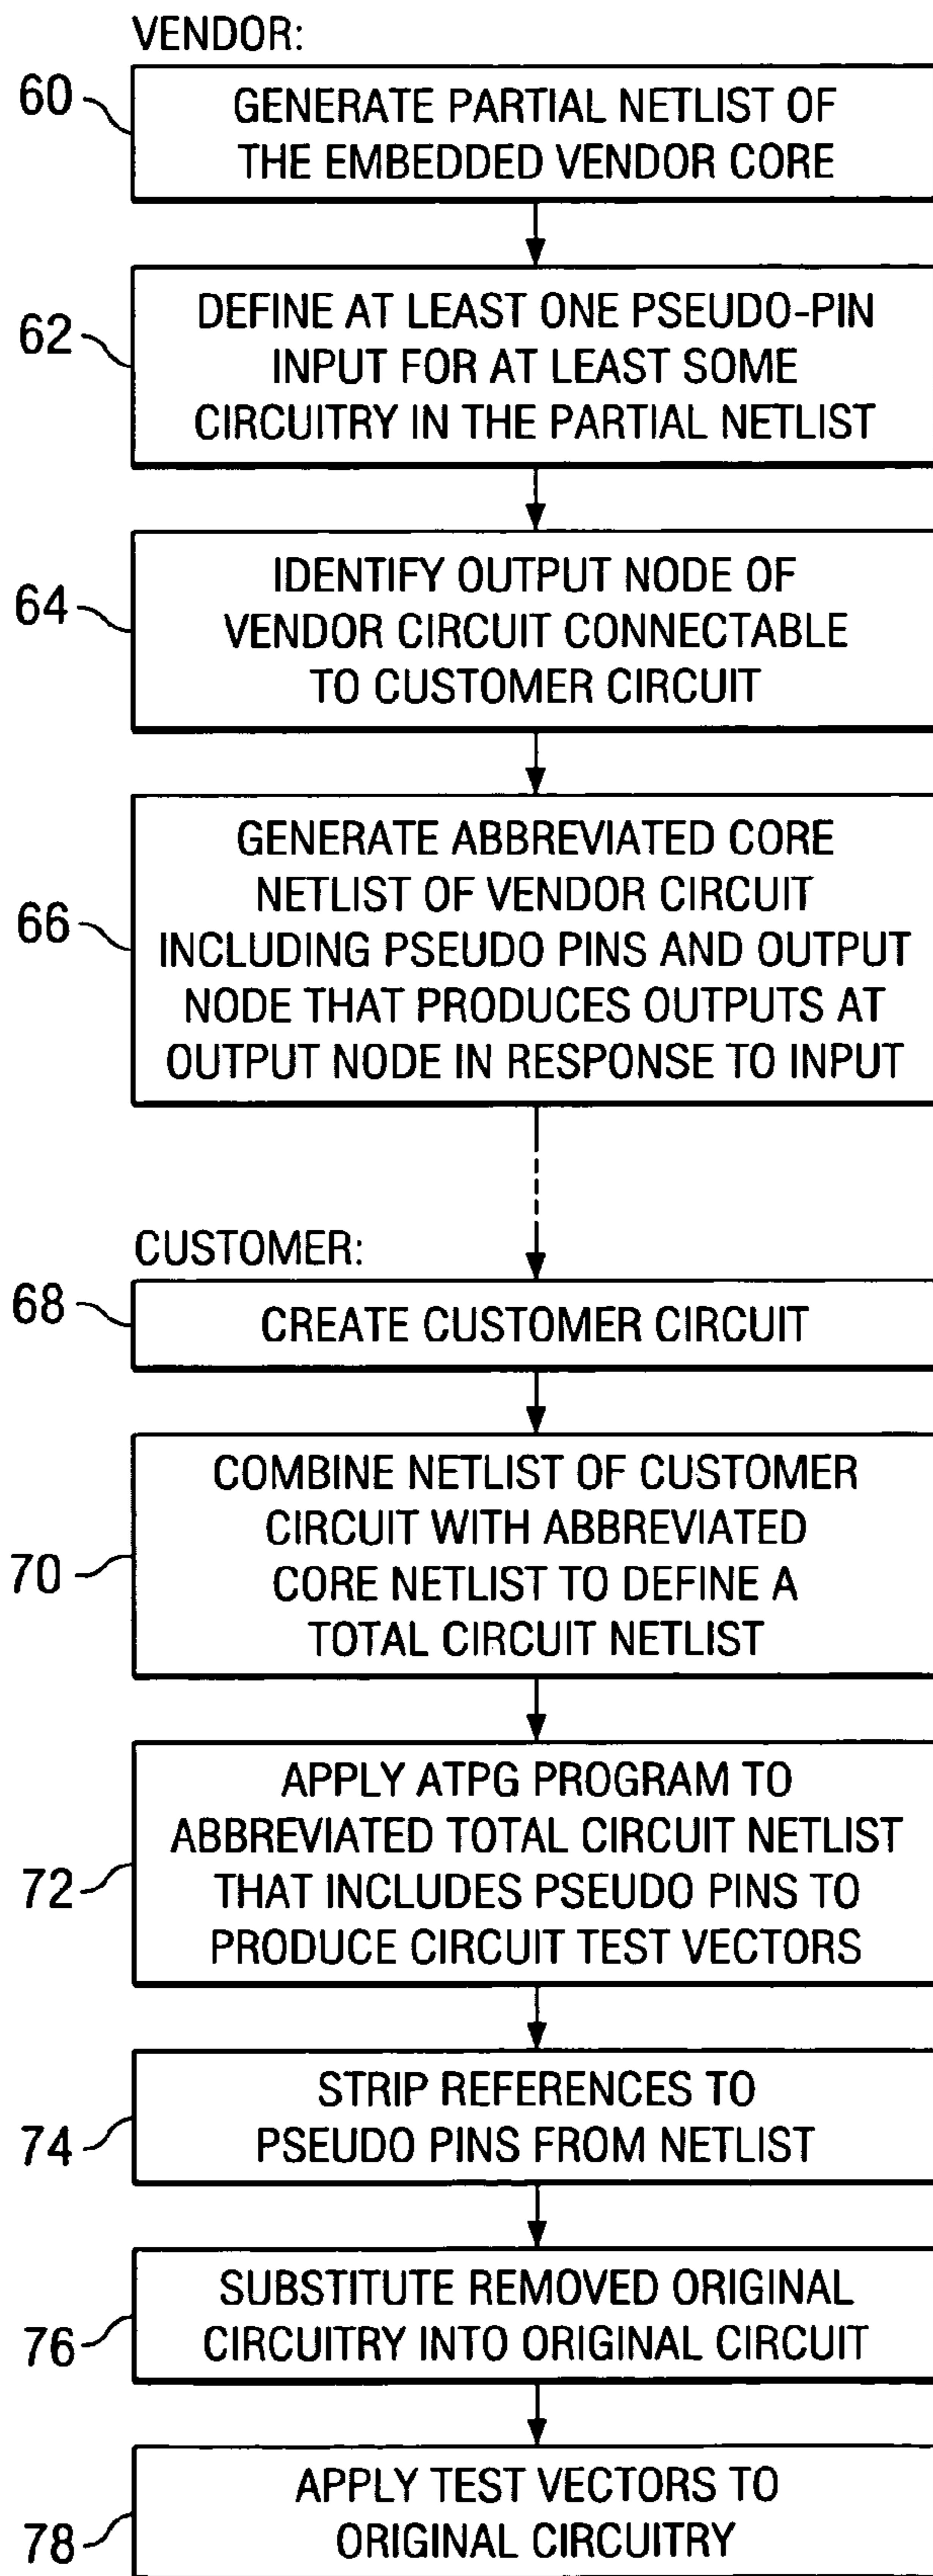 VENDOR:
60
GENERATE PARTIAL NETLIST OF
THE EMBEDDED VENDOR CORE
62
DEFINE AT LEAST ONE PSEUDO-PIN
INPUT FOR AT LEAST SOME
CIRCUITRY IN THE PARTIAL NETLIST
64
IDENTIFY OUTPUT NODE OF
VENDOR CIRCUIT CONNECTABLE
TO CUSTOMER CIRCUIT
66
GENERATE ABBREVIATED CORE
NETLIST OF VENDOR CIRCUIT
INCLUDING PSEUDO PINS AND OUTPUT
NODE THAT PRODUCES OUTPUTS AT
OUTPUT NODE IN RESPONSE TO INPUT
CUSTOMER:
68
CREATE CUSTOMER CIRCUIT
70
COMBINE NETLIST OF CUSTOMER
CIRCUIT WITH ABBREVIATED
CORE NETLIST TO DEFINE A
TOTAL CIRCUIT NETLIST
72
APPLY ATPG PROGRAM TO
ABBREVIATED TOTAL CIRCUIT NETLIST
THAT INCLUDES PSEUDO PINS TO
PRODUCE CIRCUIT TEST VECTORS
74
STRIP REFERENCES TO
PSEUDO PINS FROM NETLIST
76
SUBSTITUTE REMOVED ORIGINAL
CIRCUITRY INTO ORIGINAL CIRCUIT
78
APPLY TEST VECTORS TO
ORIGINAL CIRCUITRY